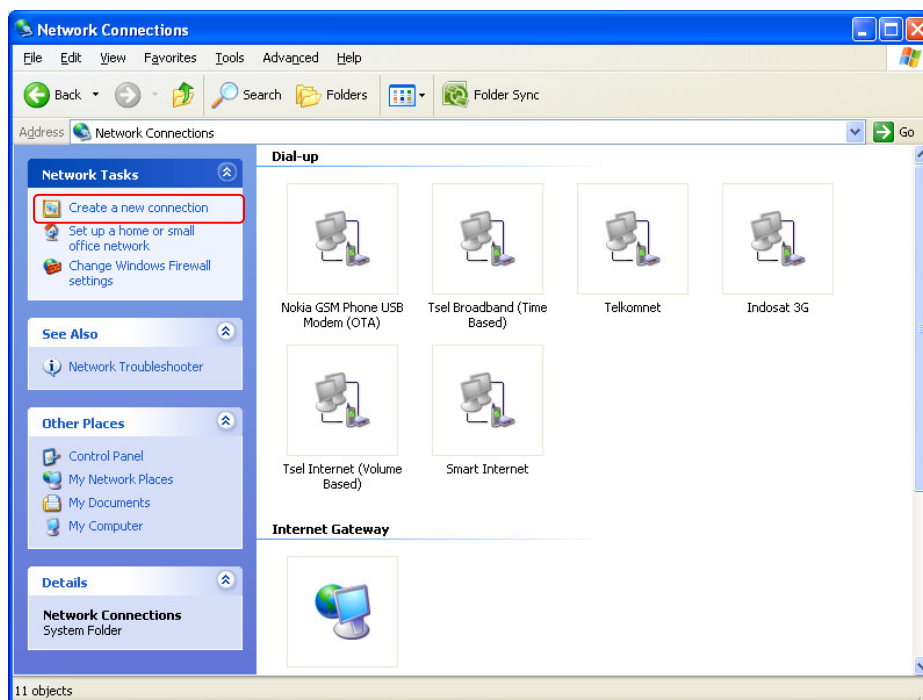 Network Connections
File Edit View Favorites Tools Advanced Help
Back Search Folders Folder Sync
Address Network Connections Go
Network Tasks
Create a new connection
Set up a home or small
office network
Change Windows Firewall
settings
See Also
Network Troubleshooter
Other Places
Control Panel
My Network Places
My Documents
My Computer
Details
Network Connections
System Folder
Dial-up
Nokia GSM Phone USB
Modem (OTA)
Tsel Broadband (Time
Based)
Telkomnet
Indosat 3G
Tsel Internet (Volume
Based)
Smart Internet
Internet Gateway
11 objects